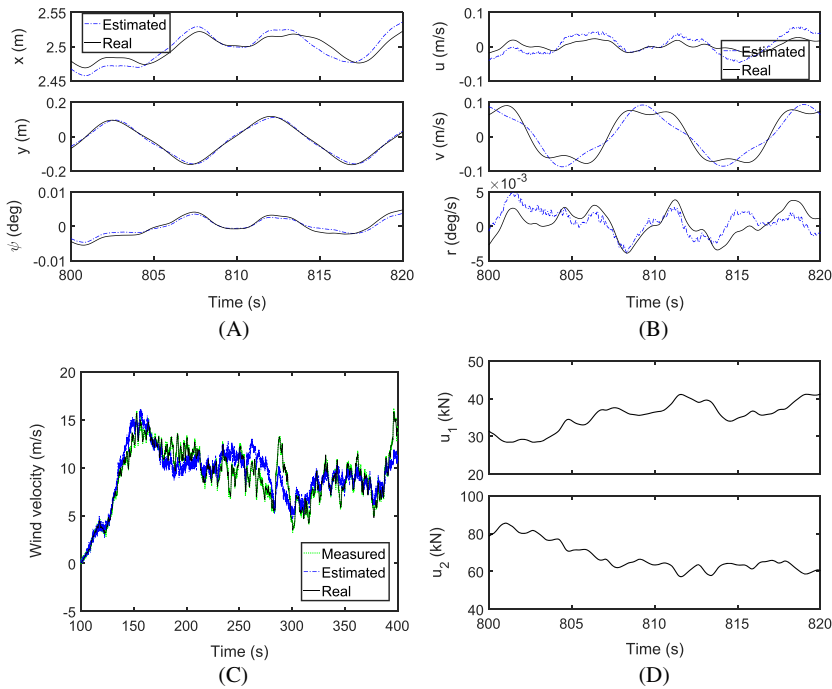 2.55
2.5
2.45
x (m)
Estimated
Real
0.2
0
-0.2
y (m)
0.01
0
-0.01
ψ (deg)
800 805 810 815 820
Time (s)
(A)
0.1
0
-0.1
u (m/s)
Estimated
Real
0.1
0
-0.1
v (m/s)
×10⁻³
5
0
-5
r (deg/s)
800 805 810 815 820
Time (s)
(B)
20
15
10
5
0
-5
Wind velocity (m/s)
Measured
Estimated
Real
100 150 200 250 300 350 400
Time (s)
(C)
50
40
30
20
u₁ (kN)
100
80
60
40
u₂ (kN)
800 805 810 815 820
Time (s)
(D)